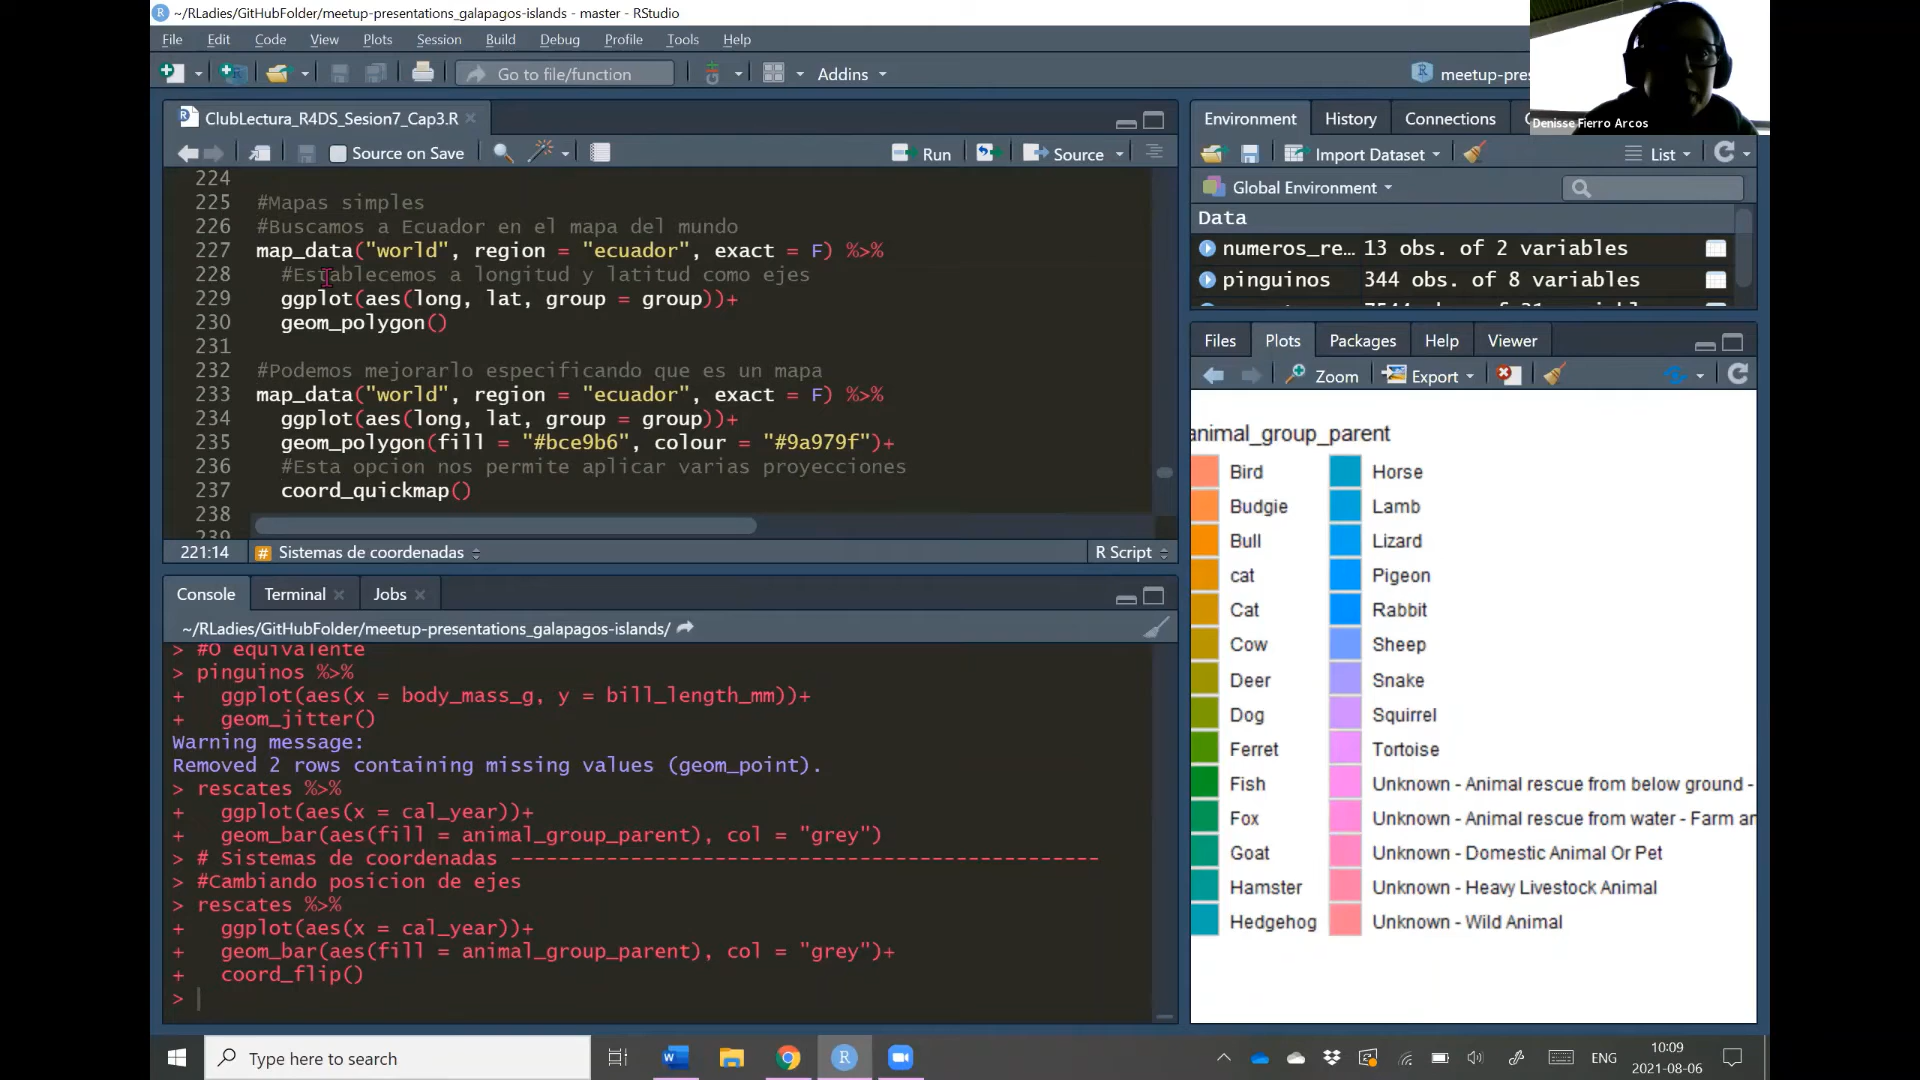 ~/RLadies/GitHubFolder/meetup-presentations_galapagos-islands - master - RStudio
File Edit Code View Plots Session Build Debug Profile Tools Help
Go to file/function
Addins
meetup-pres
Denisse Fierro Arcos
ClubLectura_R4DS_Sesion7_Cap3.R
Source on Save
Run
Source
224
225 #Mapas simples
226 #Buscamos a Ecuador en el mapa del mundo
227 map_data("world", region = "ecuador", exact = F) %>%
228 #Establecemos a longitud y latitud como ejes
229 ggplot(aes(long, lat, group = group))+
230 geom_polygon()
231
232 #Podemos mejorarlo especificando que es un mapa
233 map_data("world", region = "ecuador", exact = F) %>%
234 ggplot(aes(long, lat, group = group))+
235 geom_polygon(fill = "#bce9b6", colour = "#9a979f")+
236 #Esta opcion nos permite aplicar varias proyecciones
237 coord_quickmap()
238
239
221:14 # Sistemas de coordenadas
R Script
Console Terminal Jobs
~/RLadies/GitHubFolder/meetup-presentations_galapagos-islands/
> #O equivalente
> pinguinos %>%
+ ggplot(aes(x = body_mass_g, y = bill_length_mm))+
+ geom_jitter()
Warning message:
Removed 2 rows containing missing values (geom_point).
> rescates %>%
+ ggplot(aes(x = cal_year))+
+ geom_bar(aes(fill = animal_group_parent), col = "grey")
> # Sistemas de coordenadas -------------------------------------------------
> #Cambiando posicion de ejes
> rescates %>%
+ ggplot(aes(x = cal_year))+
+ geom_bar(aes(fill = animal_group_parent), col = "grey")+
+ coord_flip()
>
Environment History Connections
Import Dataset
List
Global Environment
Data
numeros_re… 13 obs. of 2 variables
pinguinos 344 obs. of 8 variables
Files Plots Packages Help Viewer
Zoom Export
animal_group_parent
Bird Horse
Budgie Lamb
Bull Lizard
cat Pigeon
Cat Rabbit
Cow Sheep
Deer Snake
Dog Squirrel
Ferret Tortoise
Fish Unknown - Animal rescue from below ground -
Fox Unknown - Animal rescue from water - Farm an
Goat Unknown - Domestic Animal Or Pet
Hamster Unknown - Heavy Livestock Animal
Hedgehog Unknown - Wild Animal
Type here to search
ENG
10:09
2021-08-06